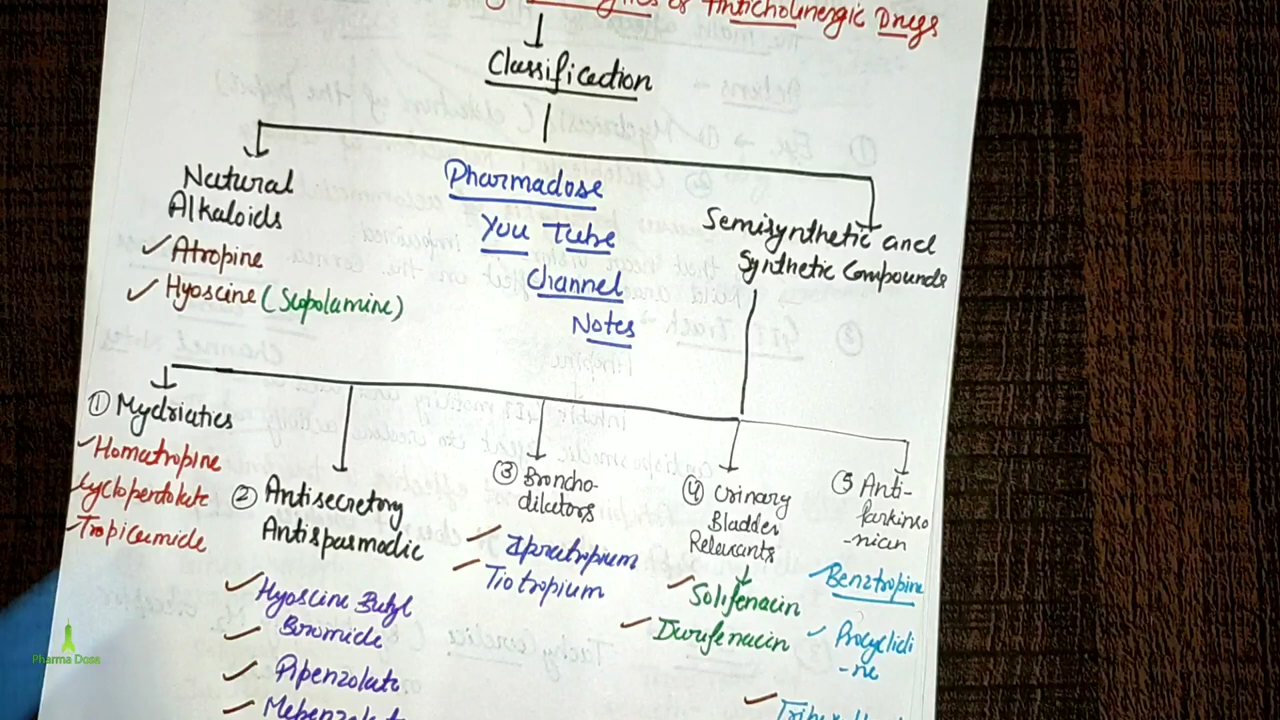 of Anticholinergic Drugs
Classification
Natural
Alkaloids
Atropine
Hyoscine (Scopolamine)
Pharmadose
You Tube
Channel
Notes
Semisynthetic and
Synthetic Compounds
① Mydriatics
Homatropine
Cyclopentolate
Tropicamide
② Antisecretory
Antispasmodic
Hyoscine Butyl
Bromide
Pipenzolate
Mebenzolate
③ Broncho-
dilators
Ipratropium
Tiotropium
④ Urinary
Bladder
Relaxants
Solifenacin
Darifenacin
⑤ Anti-
Parkinso
-nian
Benztropine
Procyclidi
-ne
Pharma Dose